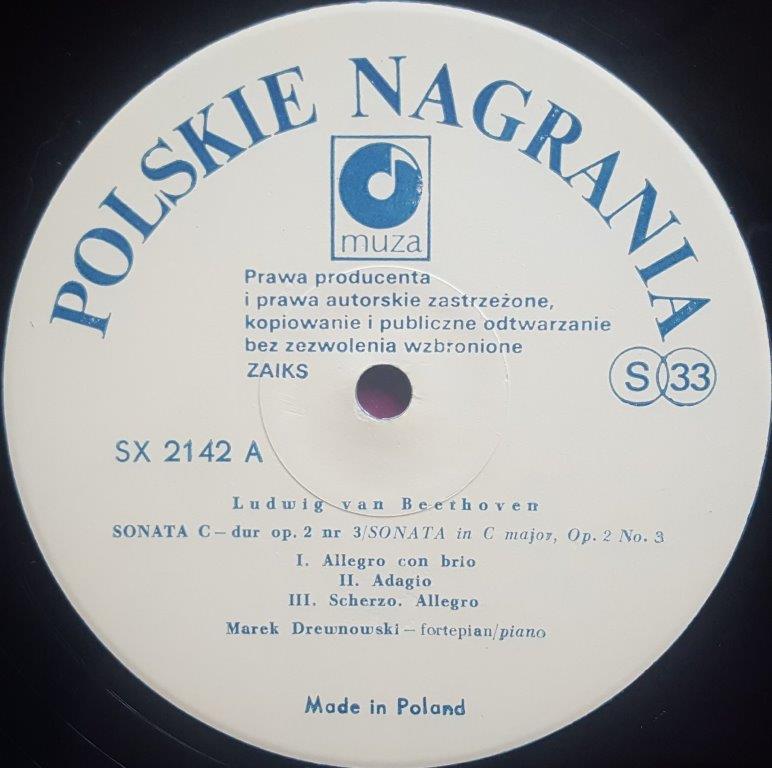 POLSKIE NAGRANIA
muza
Prawa producenta
i prawa autorskie zastrzeżone,
kopiowanie i publiczne odtwarzanie
bez zezwolenia wzbronione
ZAIKS
S 33
SX 2142 A
Ludwig van Beethoven
SONATA C-dur op. 2 nr 3/SONATA in C major, Op. 2 No. 3
I. Allegro con brio
II. Adagio
III. Scherzo. Allegro
Marek Drewnowski - fortepian/piano
Made in Poland